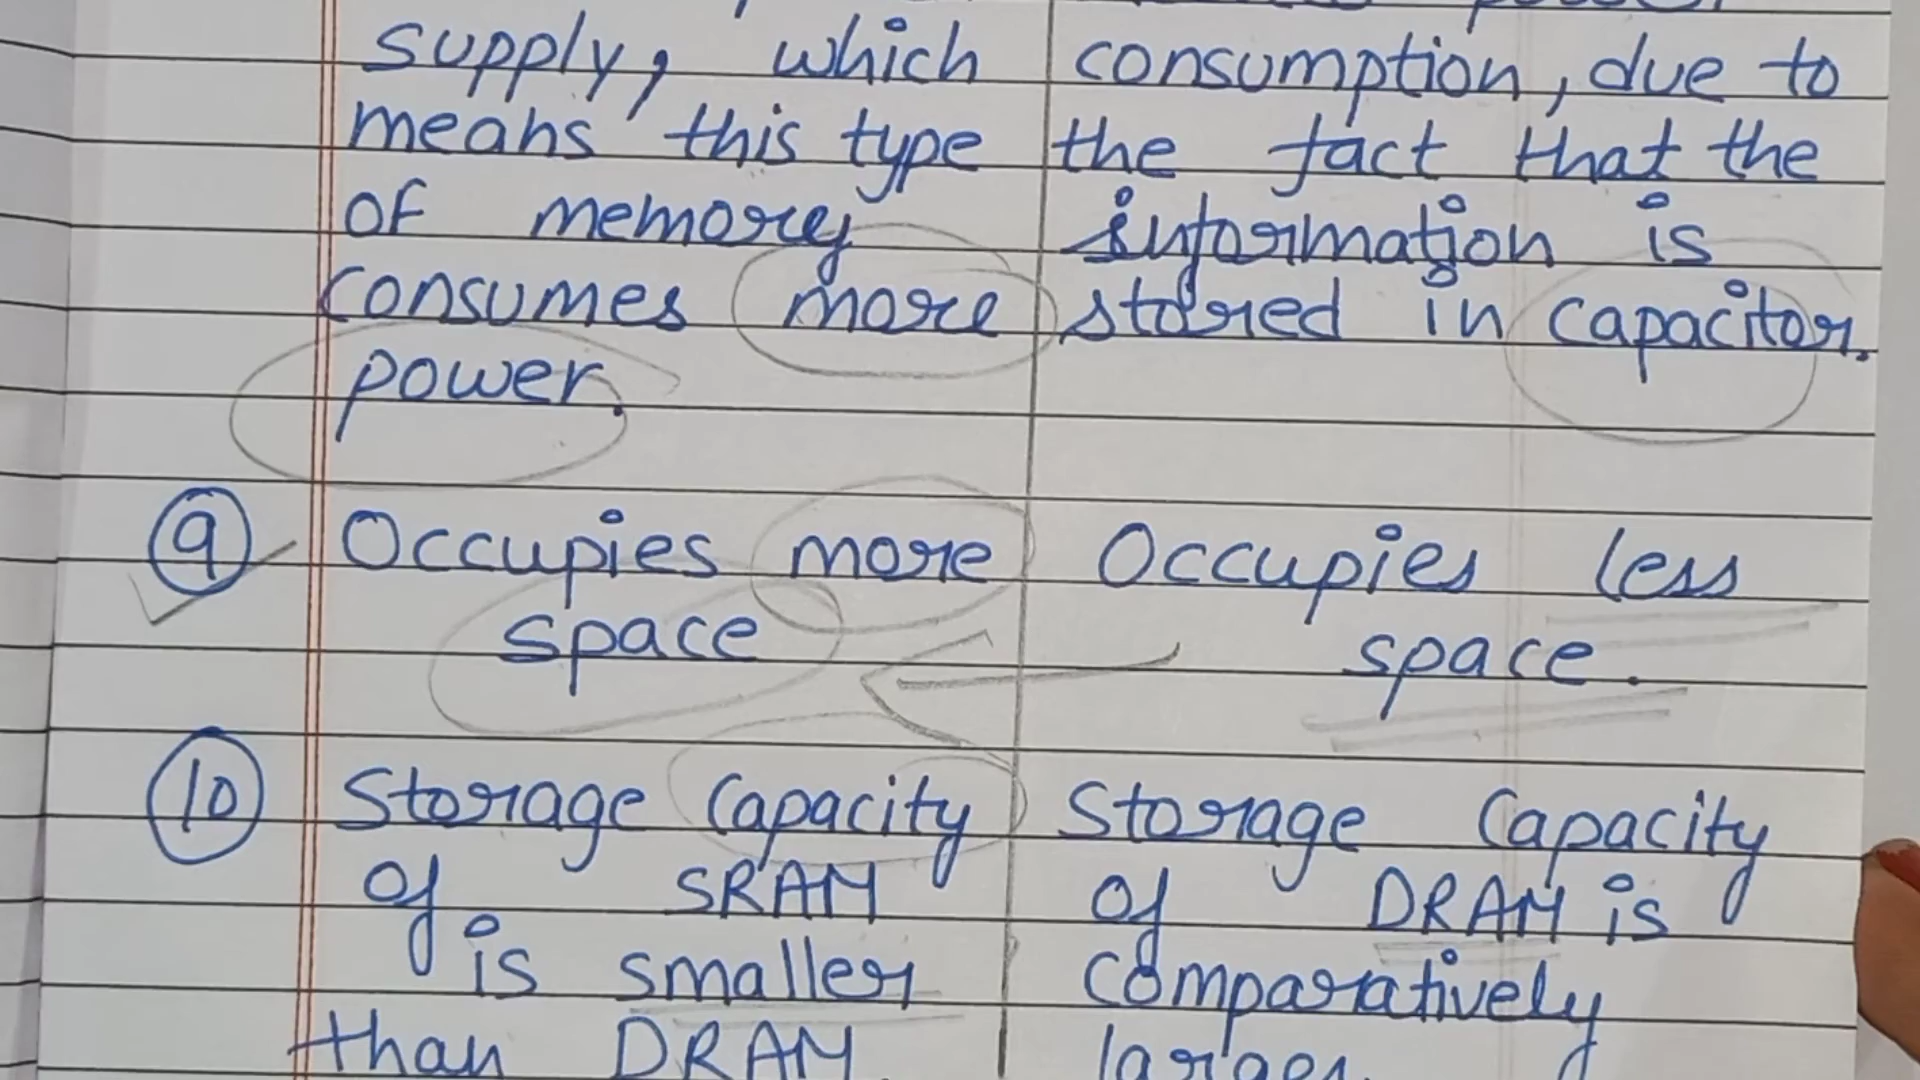 supply, which
means this type
of memory
consumes more
power.
consumption, due to
the fact that the
information is
stored in capacitor.
9 Occupies more
space
Occupies less
space.
10 Storage Capacity
of SRAM
is smaller
than DRAM.
Storage Capacity
of DRAM is
comparatively
larger.